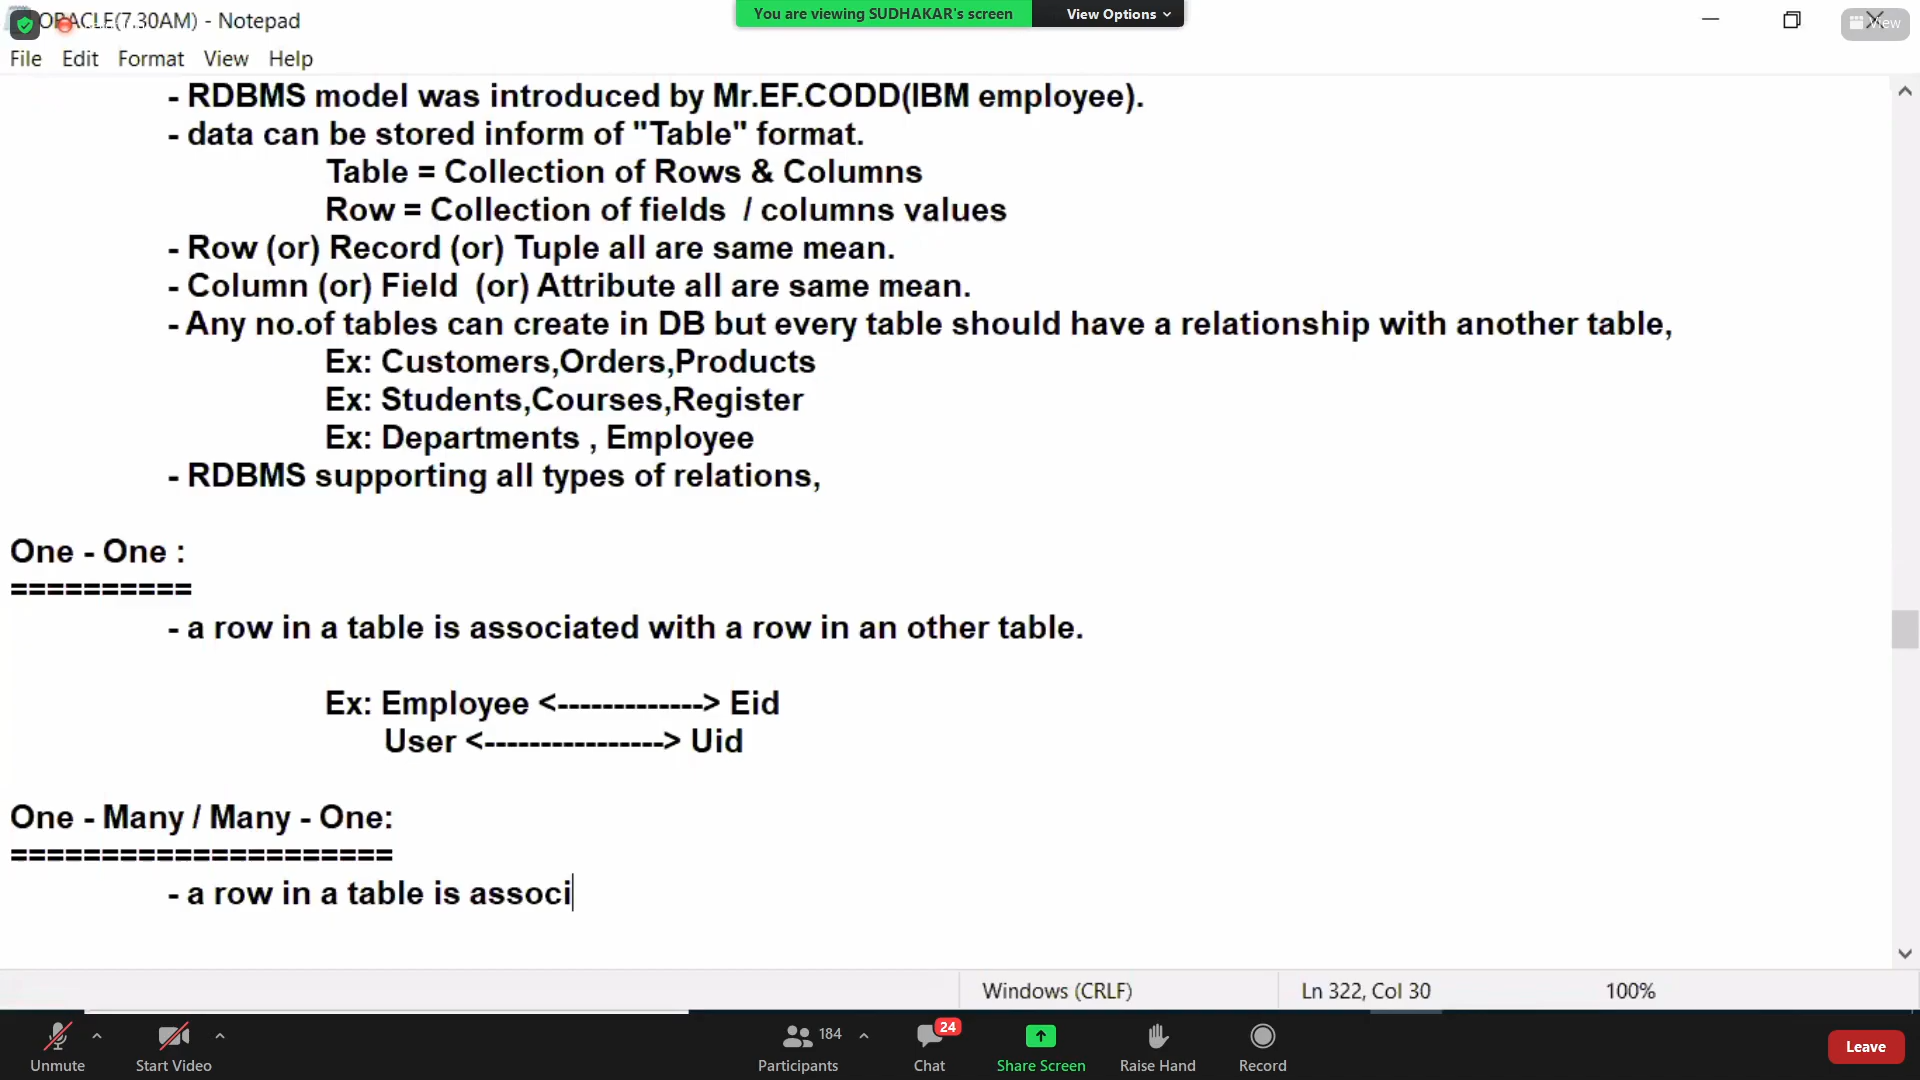 ORACLE(7.30AM) - Notepad
You are viewing SUDHAKAR's screen
View Options
View
File Edit Format View Help
- RDBMS model was introduced by Mr.EF.CODD(IBM employee).
- data can be stored inform of "Table" format.
Table = Collection of Rows & Columns
Row = Collection of fields / columns values
- Row (or) Record (or) Tuple all are same mean.
- Column (or) Field (or) Attribute all are same mean.
- Any no.of tables can create in DB but every table should have a relationship with another table,
Ex: Customers,Orders,Products
Ex: Students,Courses,Register
Ex: Departments , Employee
- RDBMS supporting all types of relations,
One - One :
==========
- a row in a table is associated with a row in an other table.
Ex: Employee <-------------> Eid
User <----------------> Uid
One - Many / Many - One:
=====================
- a row in a table is associ
Windows (CRLF) Ln 322, Col 30 100%
Unmute Start Video Participants 184 Chat 24 Share Screen Raise Hand Record Leave